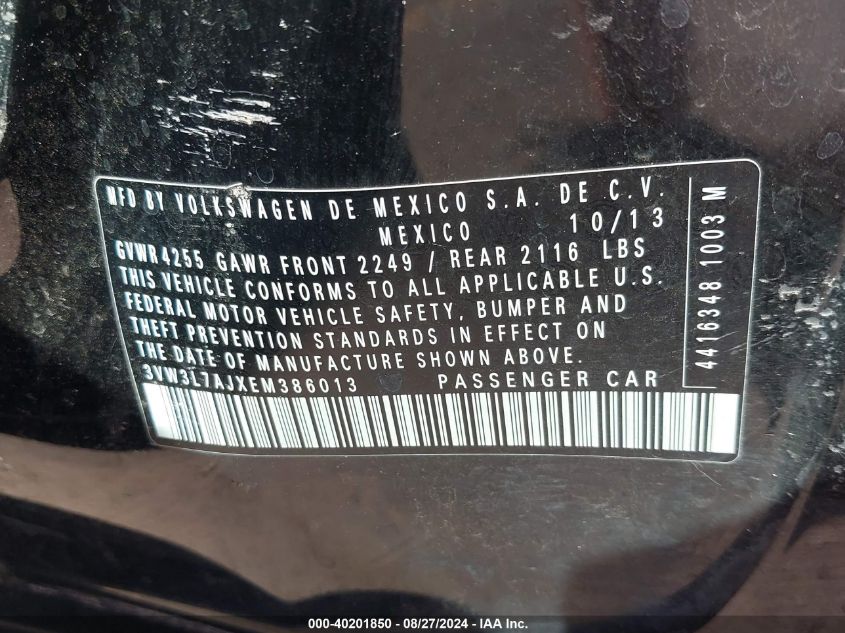 MFD BY VOLKSWAGEN DE MEXICO S.A. DE C.V.
MEXICO 10/13
GVWR4255 GAWR FRONT 2249 / REAR 2116 LBS
THIS VEHICLE CONFORMS TO ALL APPLICABLE U.S.
FEDERAL MOTOR VEHICLE SAFETY, BUMPER AND
THEFT PREVENTION STANDARDS IN EFFECT ON
THE DATE OF MANUFACTURE SHOWN ABOVE.
3VW3L7AJXEM386013 PASSENGER CAR
4416348 1003 M
000-40201850 - 08/27/2024 - IAA Inc.